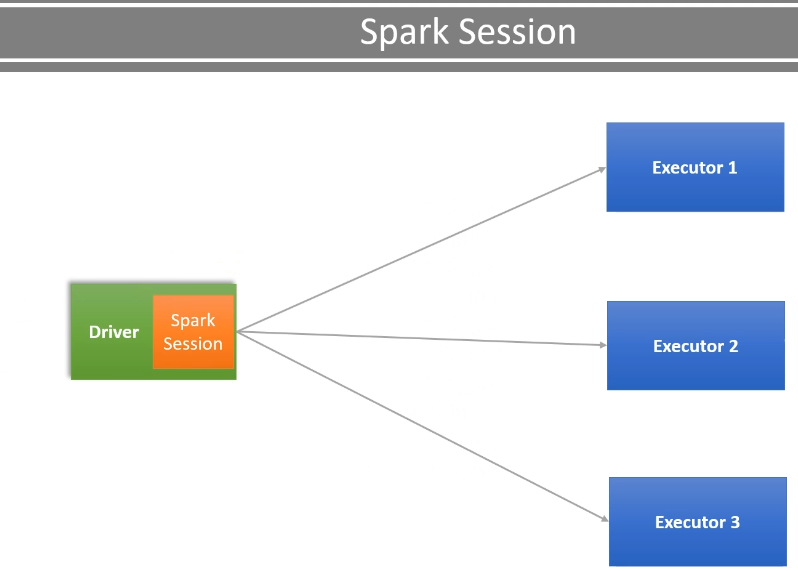 Spark Session
Executor 1
Driver
Spark
Session
Executor 2
Executor 3